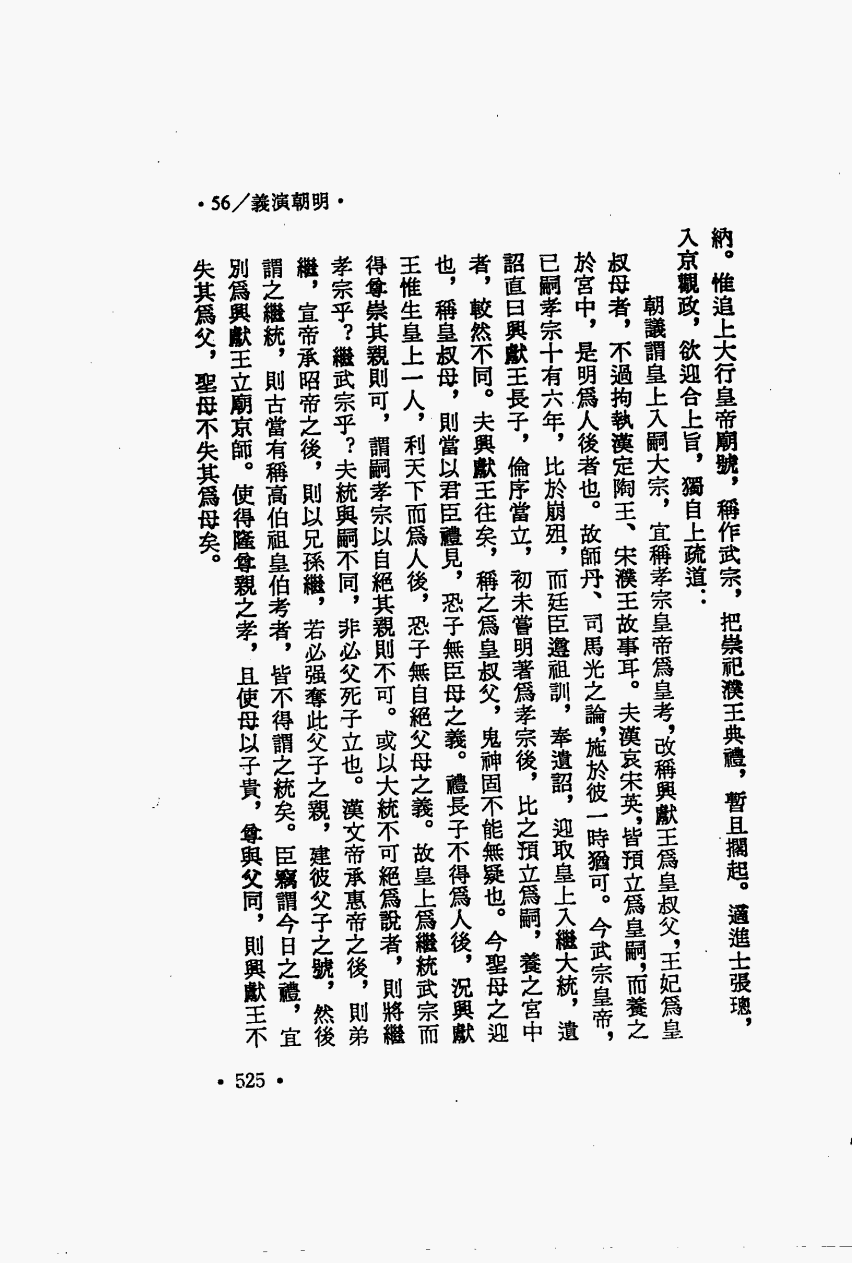 •56/義演朝明•
納。惟追上大行皇帝廟號，稱作武宗，把崇祀濮王典禮，暫且擱起。適進士張璁，
入京觀政，欲迎合上旨，獨自上疏道：
朝議謂皇上入嗣大宗，宜稱孝宗皇帝爲皇考，改稱興獻王爲皇叔父，王妃爲皇
叔母者，不過拘執漢定陶王、宋濮王故事耳。夫漢哀宋英，皆預立爲皇嗣，而養之
於宮中，是明爲人後者也。故師丹、司馬光之論，施於彼一時猶可。今武宗皇帝，
已嗣孝宗十有六年，比於崩殂，而廷臣遵祖訓，奉遺詔，迎取皇上入繼大統，遺
詔直曰興獻王長子，倫序當立，初未嘗明著爲孝宗後，比之預立爲嗣，養之宮中
者，較然不同。夫興獻王往矣，稱之爲皇叔父，鬼神固不能無疑也。今聖母之迎
也，稱皇叔母，則當以君臣禮見，恐子無臣母之義。禮長子不得爲人後，況興獻
王惟生皇上一人，利天下而爲人後，恐子無自絕父母之義。故皇上爲繼統武宗而
得尊崇其親則可，謂嗣孝宗以自絕其親則不可。或以大統不可絕爲說者，則將繼
孝宗乎？繼武宗乎？夫統與嗣不同，非必父死子立也。漢文帝承惠帝之後，則弟
繼，宣帝承昭帝之後，則以兄孫繼，若必强奪此父子之親，建彼父子之號，然後
謂之繼統，則古當有稱高伯祖皇伯考者，皆不得謂之統矣。臣竊謂今日之禮，宜
別爲興獻王立廟京師。使得隆尊親之孝，且使母以子貴，尊與父同，則興獻王不
失其爲父，聖母不失其爲母矣。
•525•